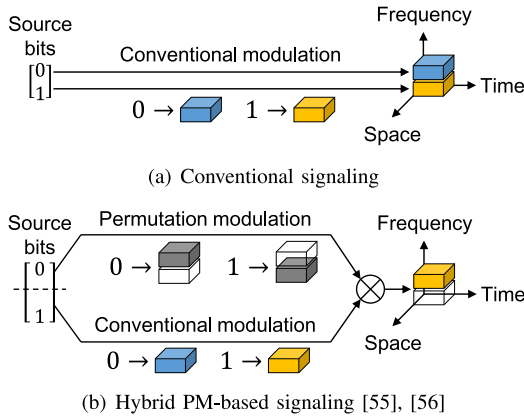 Source bits
Conventional modulation
Frequency
0
1
0 → 1 →
Time
Space
(a) Conventional signaling
Source bits
Permutation modulation
Frequency
0
1
0 → 1 →
Time
Conventional modulation
Space
0 → 1 →
(b) Hybrid PM-based signaling [55], [56]